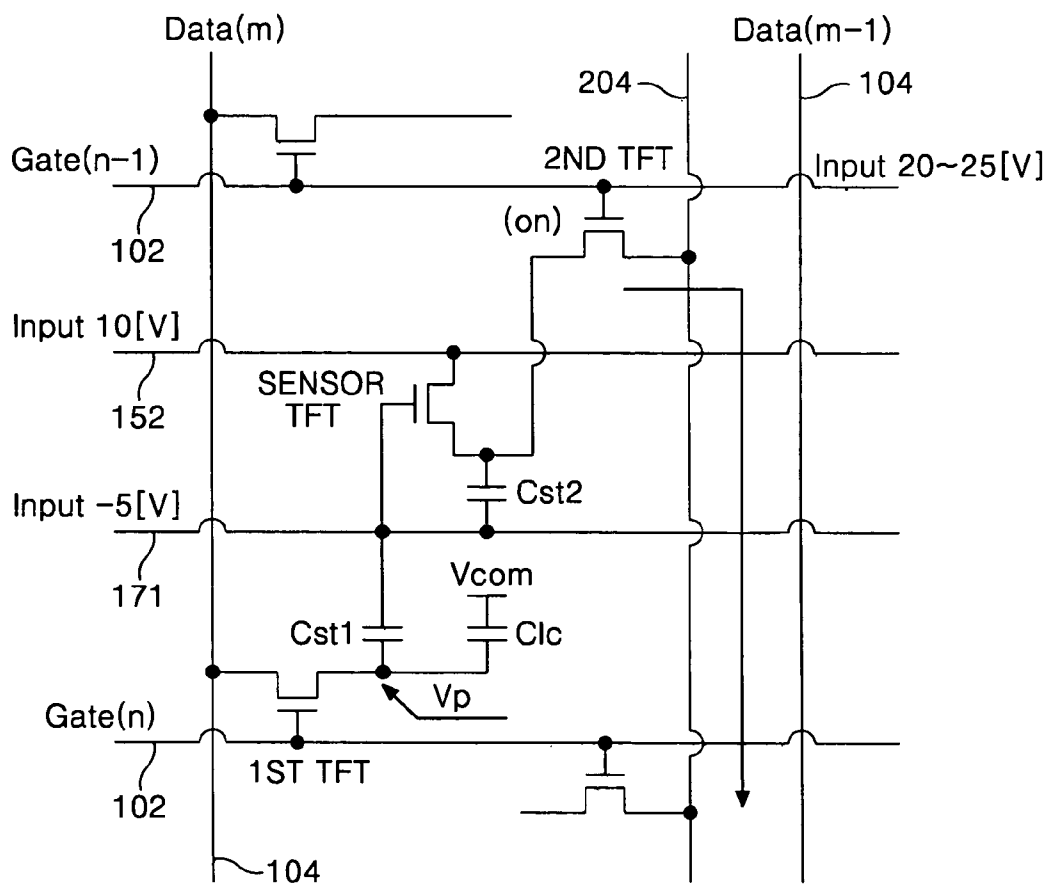 Data(m)
Data(m-1)
204
104
Gate(n-1)
2ND TFT
Input 20~25[V]
(on)
102
Input 10[V]
SENSOR
TFT
152
Cst2
Input -5[V]
171
Vcom
Cst1
Clc
Vp
Gate(n)
1ST TFT
102
104